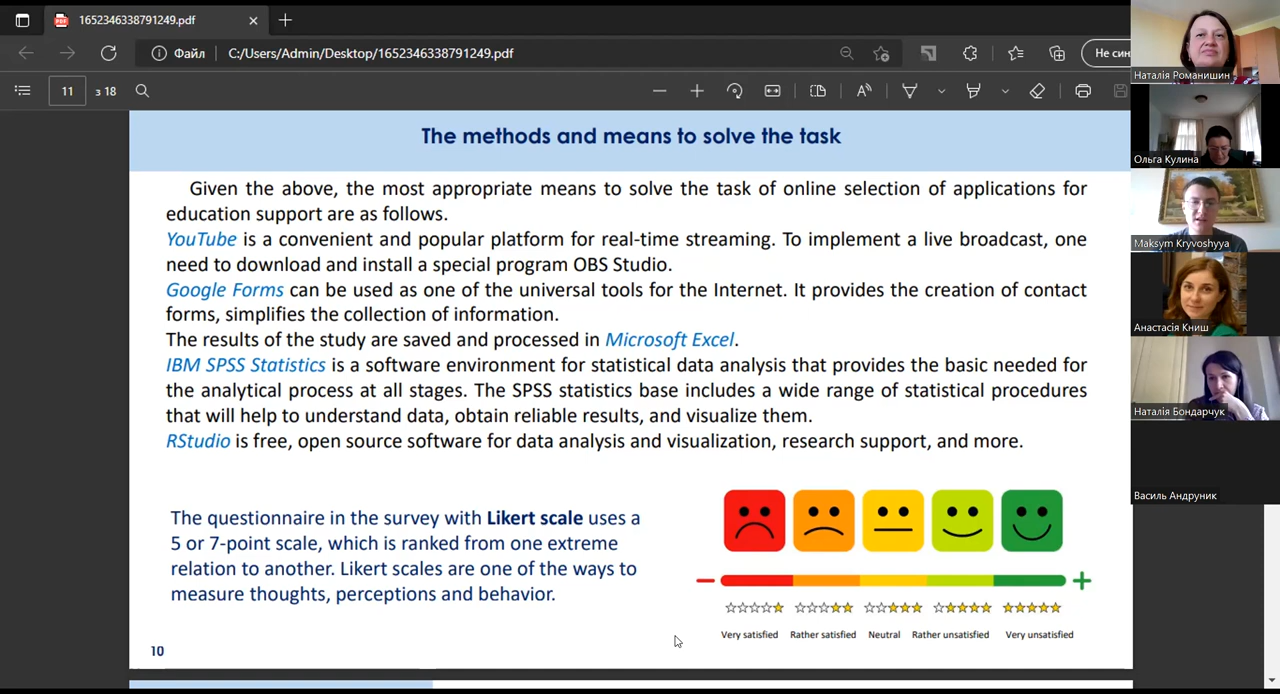 1652346338791249.pdf
Файл
C:/Users/Admin/Desktop/1652346338791249.pdf
Не син
11
з 18
The methods and means to solve the task
Given the above, the most appropriate means to solve the task of online selection of applications for
education support are as follows.
YouTube is a convenient and popular platform for real-time streaming. To implement a live broadcast, one
need to download and install a special program OBS Studio.
Google Forms can be used as one of the universal tools for the Internet. It provides the creation of contact
forms, simplifies the collection of information.
The results of the study are saved and processed in Microsoft Excel.
IBM SPSS Statistics is a software environment for statistical data analysis that provides the basic needed for
the analytical process at all stages. The SPSS statistics base includes a wide range of statistical procedures
that will help to understand data, obtain reliable results, and visualize them.
RStudio is free, open source software for data analysis and visualization, research support, and more.
The questionnaire in the survey with Likert scale uses a
5 or 7-point scale, which is ranked from one extreme
relation to another. Likert scales are one of the ways to
measure thoughts, perceptions and behavior.
Very satisfied Rather satisfied Neutral Rather unsatisfied Very unsatisfied
10
Наталія Романишин
Ольга Кулина
Maksym Kryvoshyya
Анастасія Книш
Наталія Бондарчук
Василь Андруник